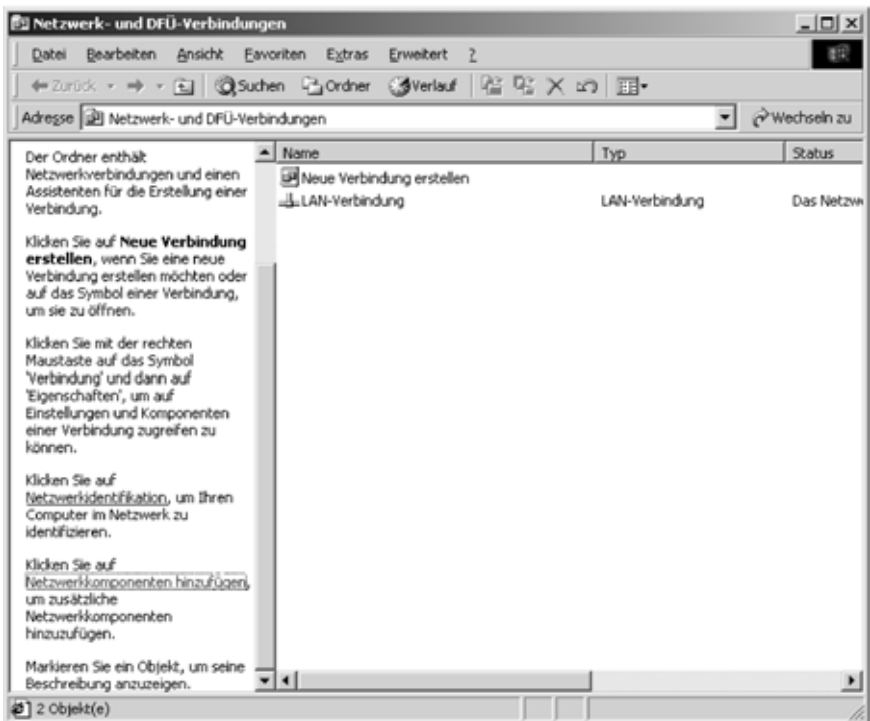 Netzwerk- und DFÜ-Verbindungen
Datei Bearbeiten Ansicht Favoriten Extras Erweitert ?
Zurück Suchen Ordner Verlauf
Adresse Netzwerk- und DFÜ-Verbindungen Wechseln zu
Der Ordner enthält
Netzwerkverbindungen und einen
Assistenten für die Erstellung einer
Verbindung.
Klicken Sie auf Neue Verbindung
erstellen, wenn Sie eine neue
Verbindung erstellen möchten oder
auf das Symbol einer Verbindung,
um sie zu öffnen.
Klicken Sie mit der rechten
Maustaste auf das Symbol
'Verbindung' und dann auf
'Eigenschaften', um auf
Einstellungen und Komponenten
einer Verbindung zugreifen zu
können.
Klicken Sie auf
Netzwerkidentifikation, um Ihren
Computer im Netzwerk zu
identifizieren.
Klicken Sie auf
Netzwerkkomponenten hinzufügen,
um zusätzliche
Netzwerkkomponenten
hinzuzufügen.
Markieren Sie ein Objekt, um seine
Beschreibung anzuzeigen.
Name Typ Status
Neue Verbindung erstellen
LAN-Verbindung LAN-Verbindung Das Netzw
2 Objekt(e)